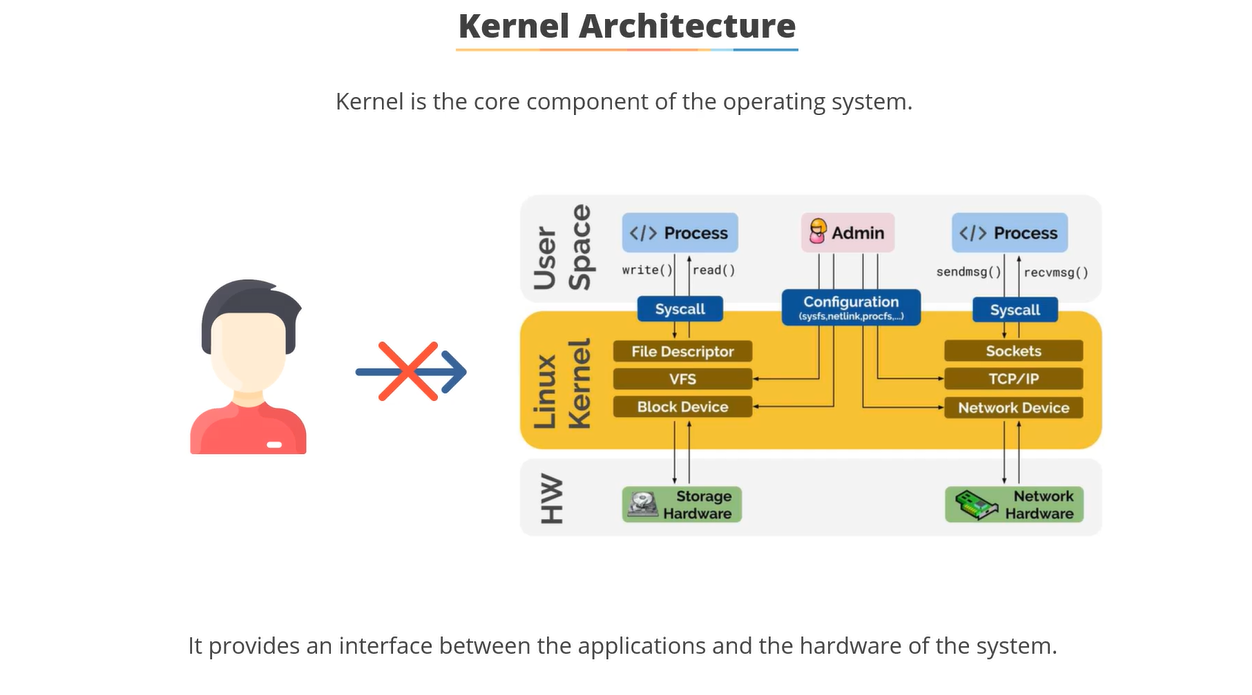 Kernel Architecture
Kernel is the core component of the operating system.
User
Space
</> Process
Admin
</> Process
write()
read()
sendmsg()
recvmsg()
Syscall
Configuration
(sysfs,netlink,procfs,...)
Syscall
Linux
Kernel
File Descriptor
VFS
Block Device
Sockets
TCP/IP
Network Device
HW
Storage
Hardware
Network
Hardware
It provides an interface between the applications and the hardware of the system.